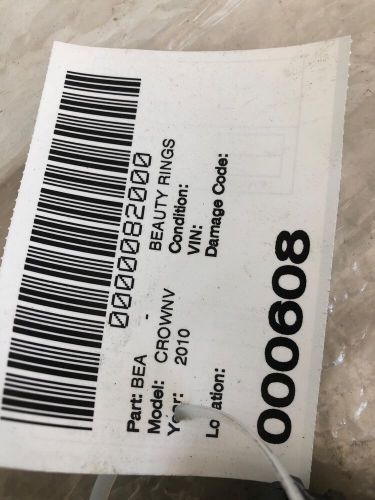 0000082000
Part: BEA - BEAUTY RINGS
Model: CROWNV Condition:
Year: 2010 VIN:
Location: Damage Code:
000608